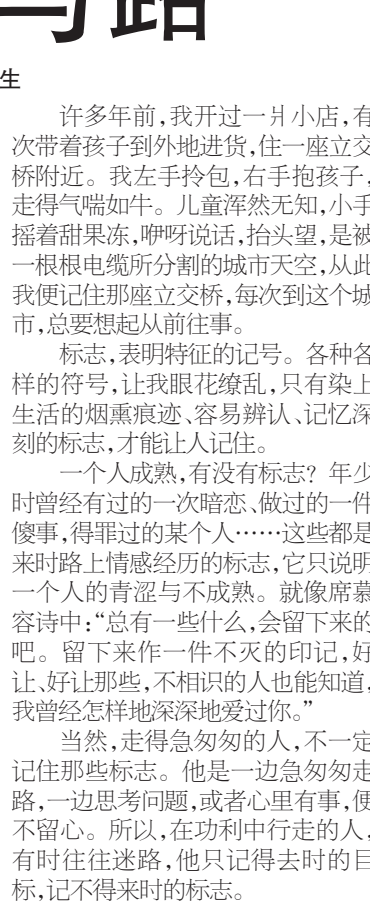 路
生
许多年前,我开过一爿小店,有
次带着孩子到外地进货,住一座立交
桥附近。我左手拎包,右手抱孩子,
走得气喘如牛。儿童浑然无知,小手
摇着甜果冻,咿呀说话,抬头望,是被
一根根电缆所分割的城市天空,从此
我便记住那座立交桥,每次到这个城
市,总要想起从前往事。
标志,表明特征的记号。各种各
样的符号,让我眼花缭乱,只有染上
生活的烟熏痕迹、容易辨认、记忆深
刻的标志,才能让人记住。
一个人成熟,有没有标志?年少
时曾经有过的一次暗恋、做过的一件
傻事,得罪过的某个人……这些都是
来时路上情感经历的标志,它只说明
一个人的青涩与不成熟。就像席慕
容诗中:“总有一些什么,会留下来的
吧。留下来作一件不灭的印记,好
让、好让那些,不相识的人也能知道,
我曾经怎样地深深地爱过你。”
当然,走得急匆匆的人,不一定
记住那些标志。他是一边急匆匆走
路,一边思考问题,或者心里有事,便
不留心。所以,在功利中行走的人,
有时往往迷路,他只记得去时的目
标,记不得来时的标志。